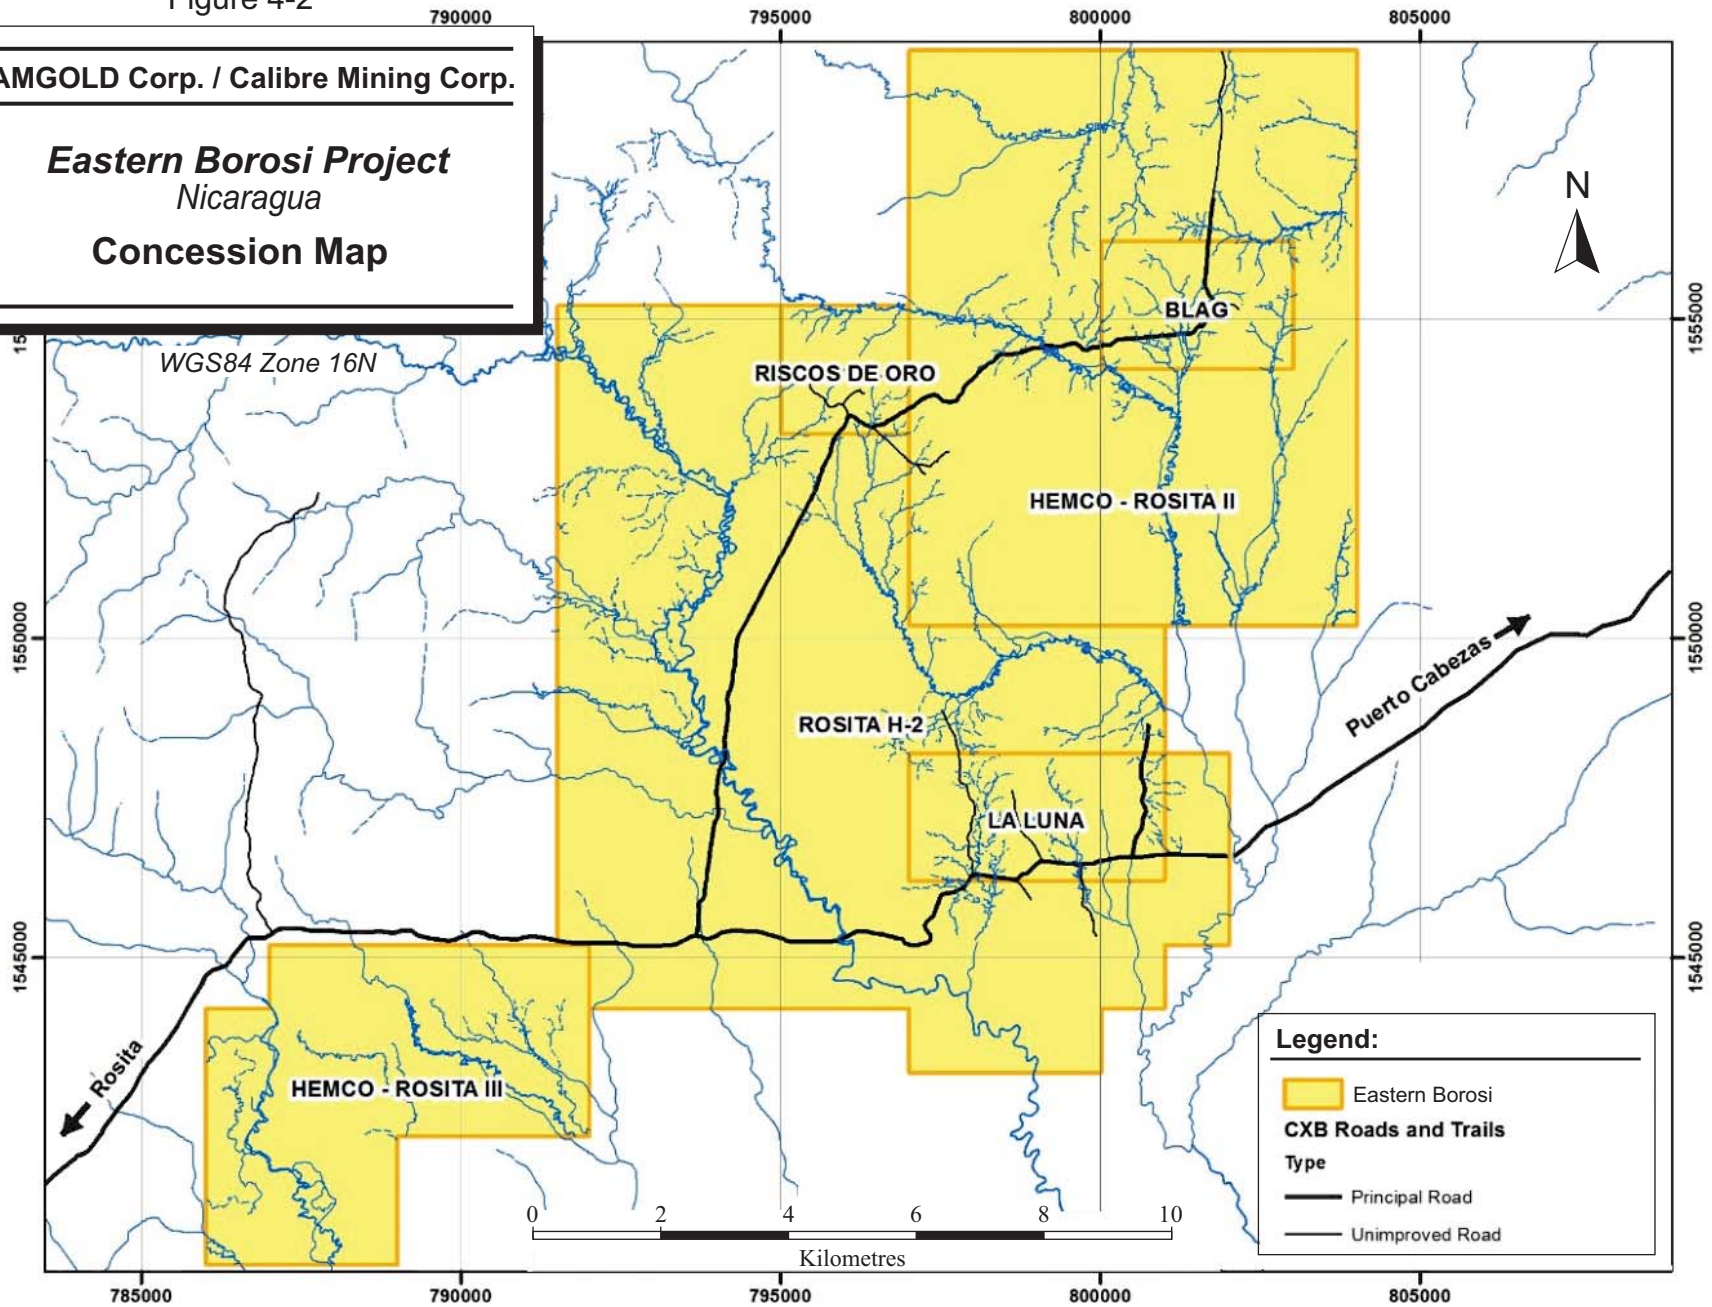 Figure 4-2
AMGOLD Corp. / Calibre Mining Corp.
Eastern Borosi Project
Nicaragua
Concession Map
WGS84 Zone 16N
790000
795000
800000
805000
N
BLAG
RISCOS DE ORO
HEMCO - ROSITA II
ROSITA H-2
LA LUNA
HEMCO - ROSITA III
Puerto Cabezas
Rosita
15
1550000
1545000
1555000
1550000
1545000
Legend:
Eastern Borosi
CXB Roads and Trails
Type
Principal Road
Unimproved Road
0 2 4 6 8 10
Kilometres
785000
790000
795000
800000
805000